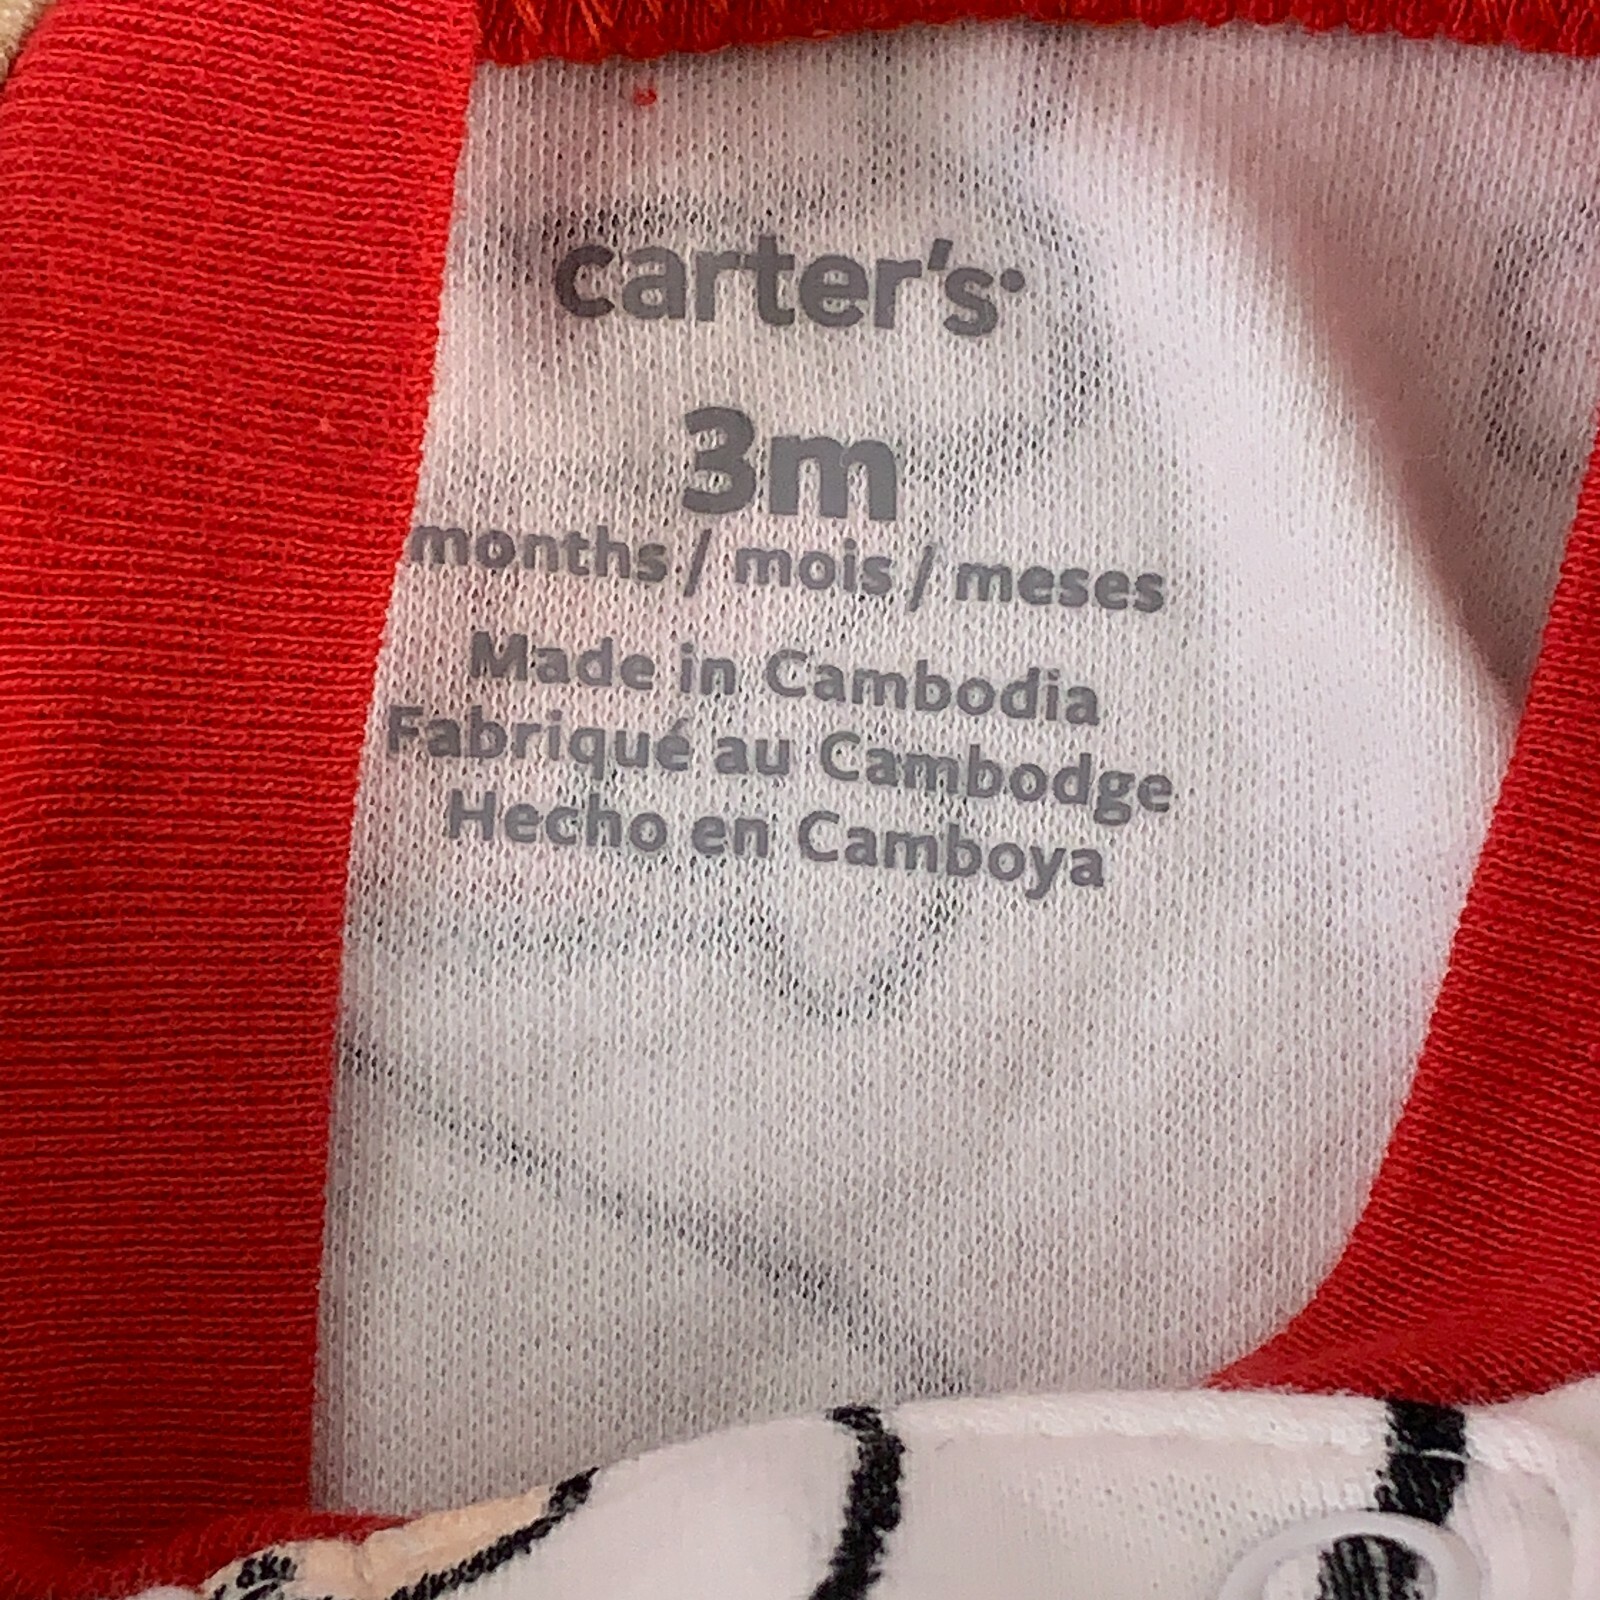 carter's
3m
months / mois / meses
Made in Cambodia
Fabriqué au Cambodge
Hecho en Camboya